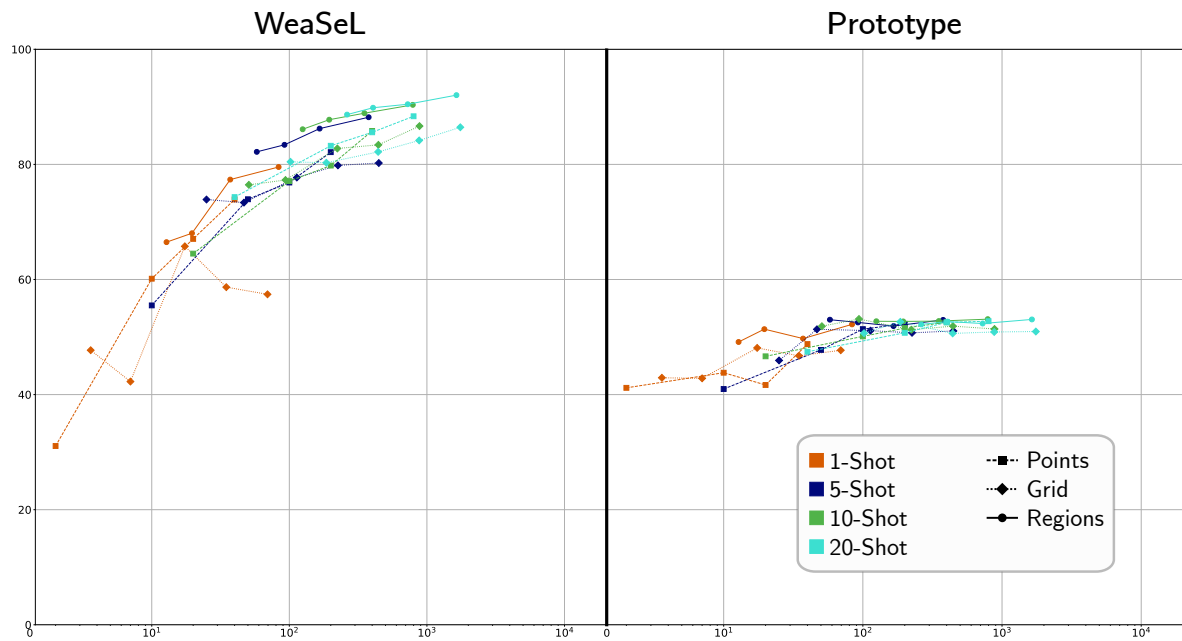 WeaSeL Prototype
100
80
60
40
20
0
0 10¹ 10² 10³ 10⁴ 0 10¹ 10² 10³ 10⁴
1-Shot Points
5-Shot Grid
10-Shot Regions
20-Shot